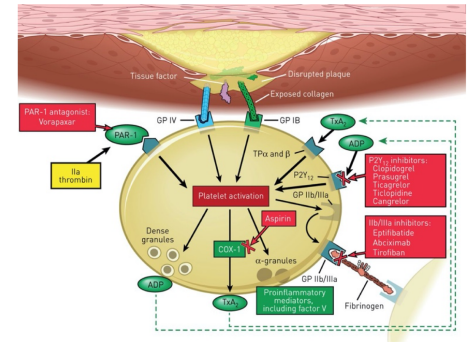 Tissue factor
Disrupted plaque
Exposed collagen
PAR-1 antagonist:
Vorapaxar
GP IV
GP IB
TxA₂
PAR-1
ADP
TPα and β
IIa
thrombin
P2Y₁₂
P2Y₁₂ inhibitors:
Clopidogrel
Prasugrel
Ticagrelor
Ticlopidine
Cangrelor
Platelet activation
GP IIb/IIIa
Aspirin
Dense
granules
COX-1
α-granules
IIb/IIIa inhibitors:
Eptifibatide
Abciximab
Tirofiban
GP IIb/IIIa
ADP
TxA₂
Proinflammatory
mediators,
including factor V
Fibrinogen